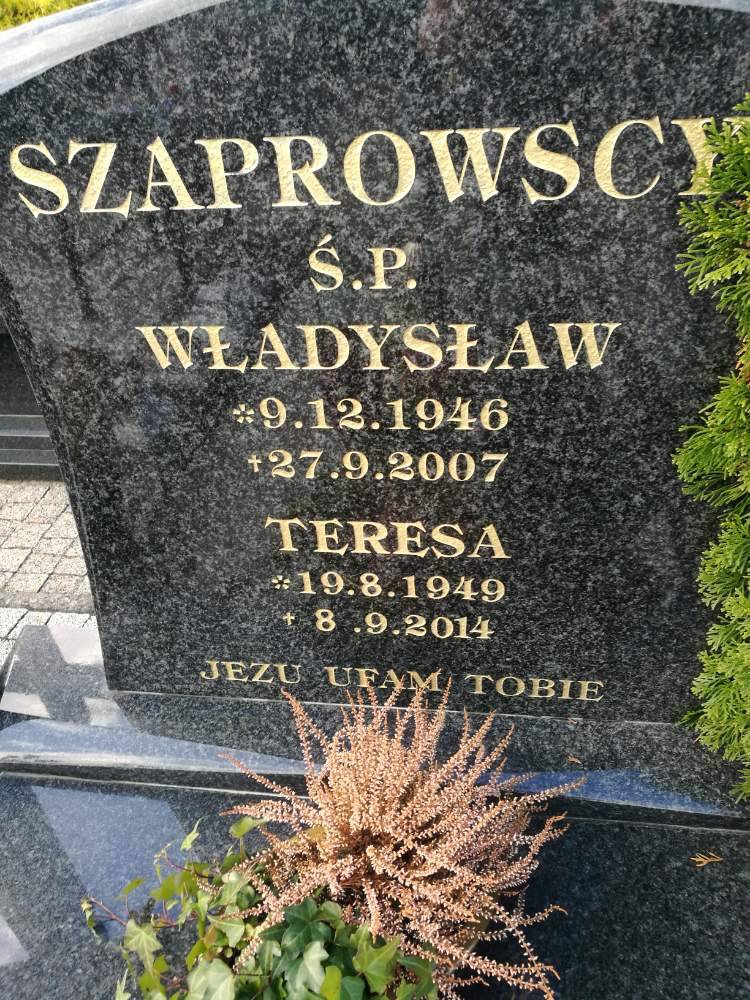 SZAPROWSCY
Ś.P.
WŁADYSŁAW
*9.12.1946
+27.9.2007
TERESA
*19.8.1949
+ 8 .9.2014
JEZU UFAM TOBIE